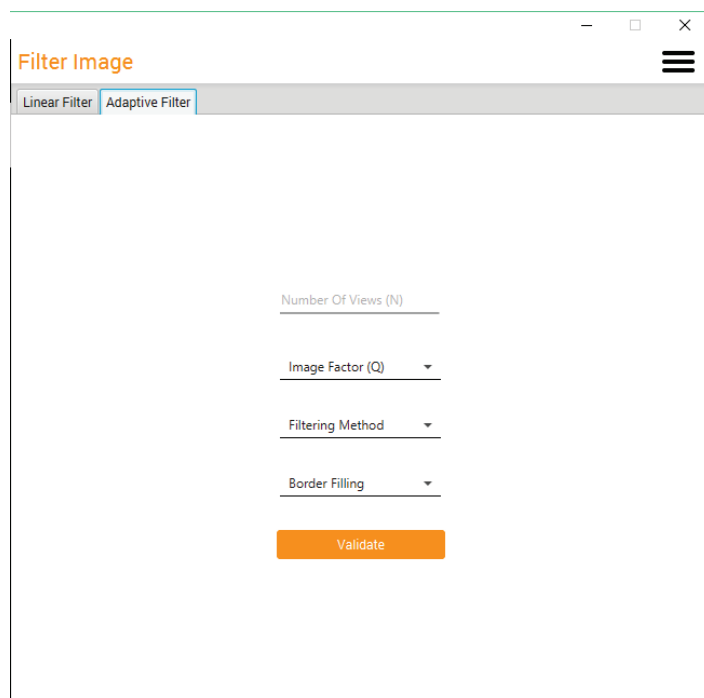 Filter Image
Linear Filter Adaptive Filter
Number Of Views (N)
Image Factor (Q)
Filtering Method
Border Filling
Validate